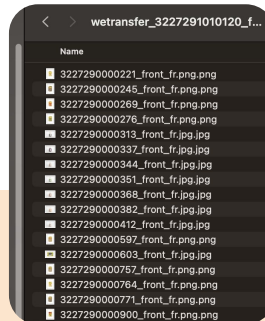 wetransfer_3227291010120_f...
Name
3227290000221_front_fr.png.png
3227290000245_front_fr.png.png
3227290000269_front_fr.png.png
3227290000276_front_fr.png.png
3227290000313_front_fr.jpg.jpg
3227290000337_front_fr.jpg.jpg
3227290000344_front_fr.jpg.jpg
3227290000351_front_fr.jpg.jpg
3227290000368_front_fr.jpg.jpg
3227290000382_front_fr.jpg.jpg
3227290000412_front_fr.jpg.jpg
3227290000597_front_fr.png.png
3227290000603_front_fr.jpg.jpg
3227290000757_front_fr.png.png
3227290000764_front_fr.png.png
3227290000771_front_fr.png.png
3227290000900_front_fr.png.png